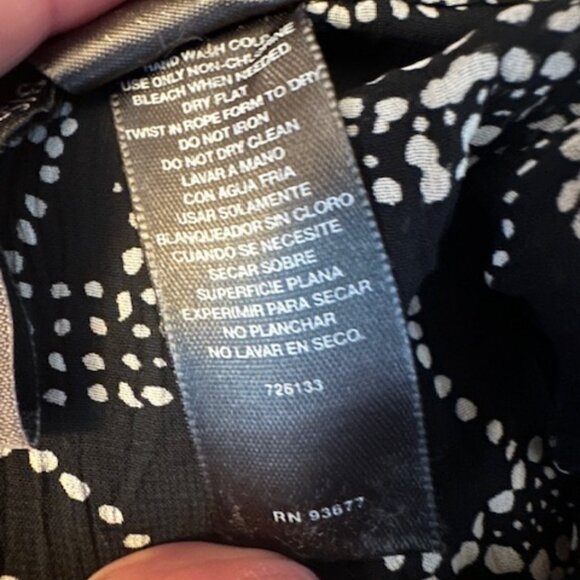 HAND WASH COLD
USE ONLY NON-CHLORINE
BLEACH WHEN NEEDED
DRY FLAT
TWIST IN ROPE FORM TO DRY
DO NOT IRON
DO NOT DRY CLEAN
LAVAR A MANO
CON AGUA FRIA
USAR SOLAMENTE
BLANQUEADOR SIN CLORO
CUANDO SE NECESITE
SECAR SOBRE
SUPERFICIE PLANA
EXPERIMIR PARA SECAR
NO PLANCHAR
NO LAVAR EN SECO
726133
RN 93677